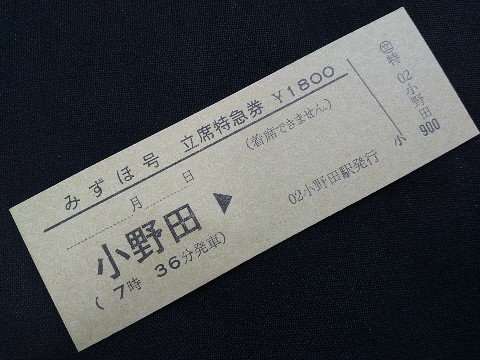 みずほ号 立席特急券 ¥1800
月 日 (着席できません)
小野田 ▶
(7時 36分発車) 02小野田駅発行
特 02 小野田
小 900